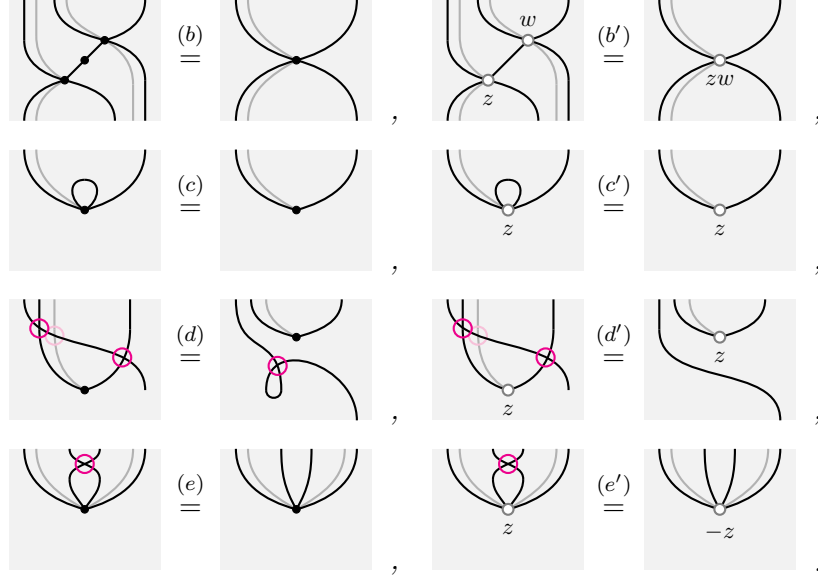 (b) = , w z (b′) = zw ,
(c) = , z (c′) = z ,
(d) = , z (d′) = z ,
(e) = , z (e′) = −z .